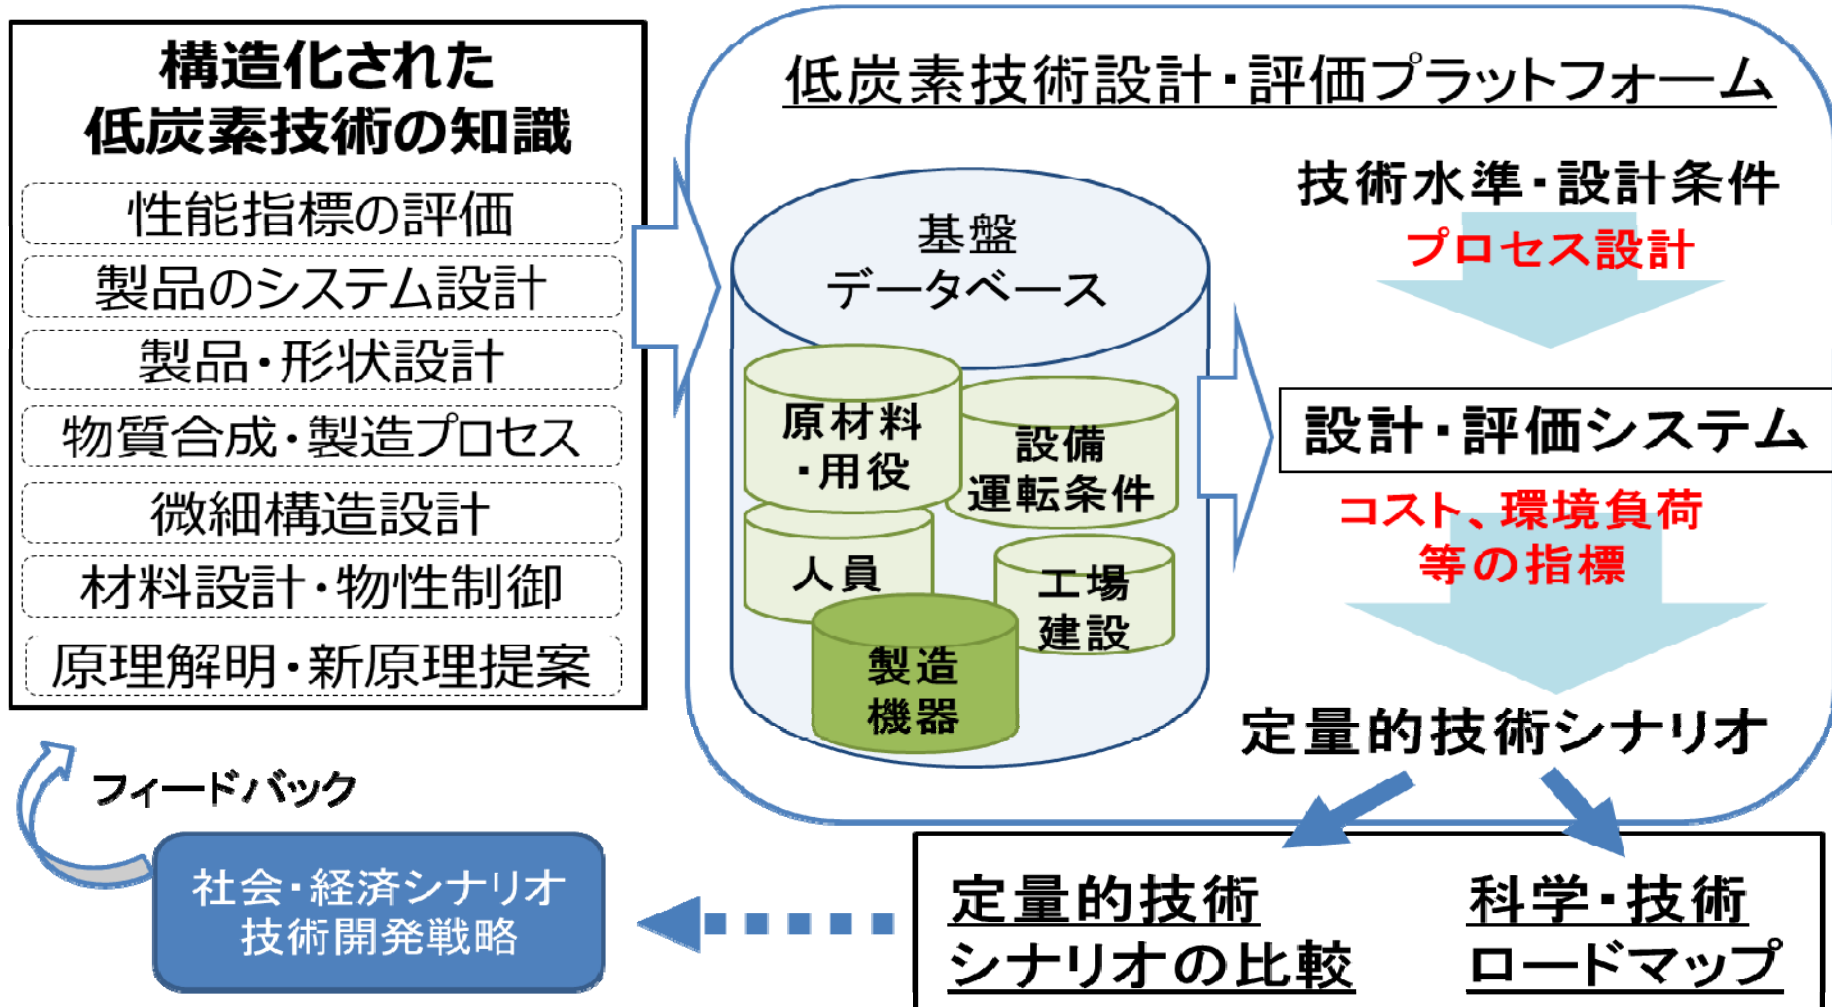 構造化された
低炭素技術の知識
性能指標の評価
製品のシステム設計
製品・形状設計
物質合成・製造プロセス
微細構造設計
材料設計・物性制御
原理解明・新原理提案
低炭素技術設計・評価プラットフォーム
基盤
データベース
原材料
・用役
設備
運転条件
人員
工場
建設
製造
機器
技術水準・設計条件
プロセス設計
設計・評価システム
コスト、環境負荷
等の指標
定量的技術シナリオ
定量的技術
シナリオの比較
科学・技術
ロードマップ
社会・経済シナリオ
技術開発戦略
フィードバック